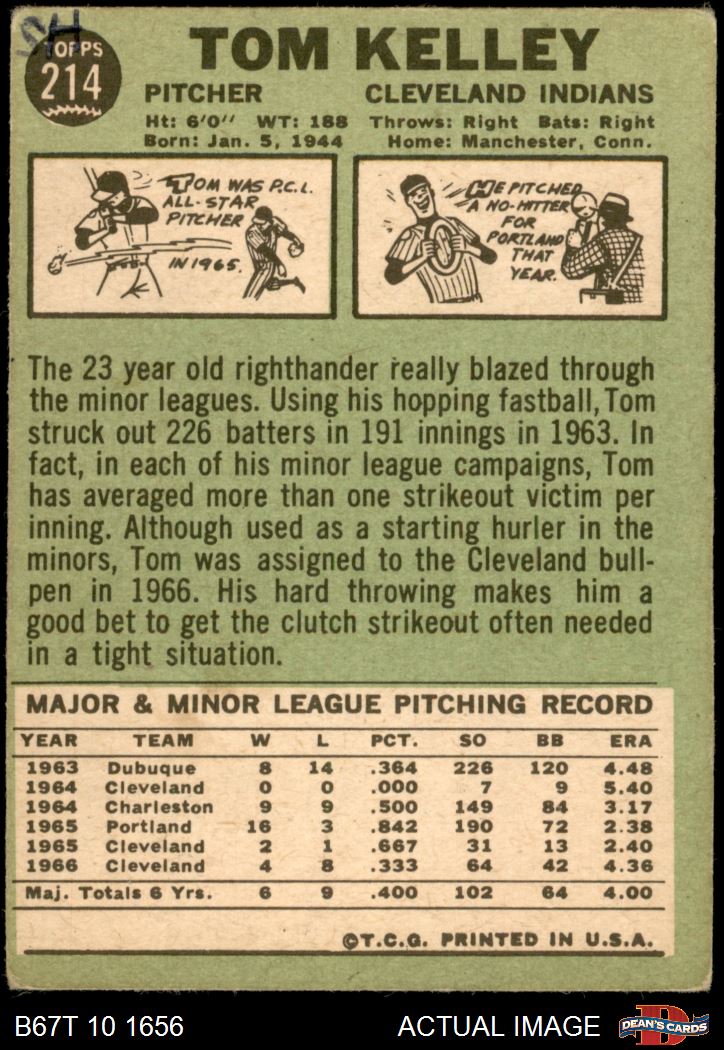 SH
TOPPS
214
TOM KELLEY
PITCHER CLEVELAND INDIANS
Ht: 6'0" WT: 188 Throws: Right Bats: Right
Born: Jan. 5, 1944 Home: Manchester, Conn.
TOM WAS P.C.L.
ALL-STAR
PITCHER
IN 1965.
HE PITCHED
A NO-HITTER
FOR
PORTLAND
THAT
YEAR.
The 23 year old righthander really blazed through
the minor leagues. Using his hopping fastball, Tom
struck out 226 batters in 191 innings in 1963. In
fact, in each of his minor league campaigns, Tom
has averaged more than one strikeout victim per
inning. Although used as a starting hurler in the
minors, Tom was assigned to the Cleveland bull-
pen in 1966. His hard throwing makes him a
good bet to get the clutch strikeout often needed
in a tight situation.
MAJOR & MINOR LEAGUE PITCHING RECORD
YEAR TEAM W L PCT. SO BB ERA
1963 Dubuque 8 14 .364 226 120 4.48
1964 Cleveland 0 0 .000 7 9 5.40
1964 Charleston 9 9 .500 149 84 3.17
1965 Portland 16 3 .842 190 72 2.38
1965 Cleveland 2 1 .667 31 13 2.40
1966 Cleveland 4 8 .333 64 42 4.36
Maj. Totals 6 Yrs. 6 9 .400 102 64 4.00
©T.C.G. PRINTED IN U.S.A.
B67T 10 1656 ACTUAL IMAGE
D
DEAN'S CARDS